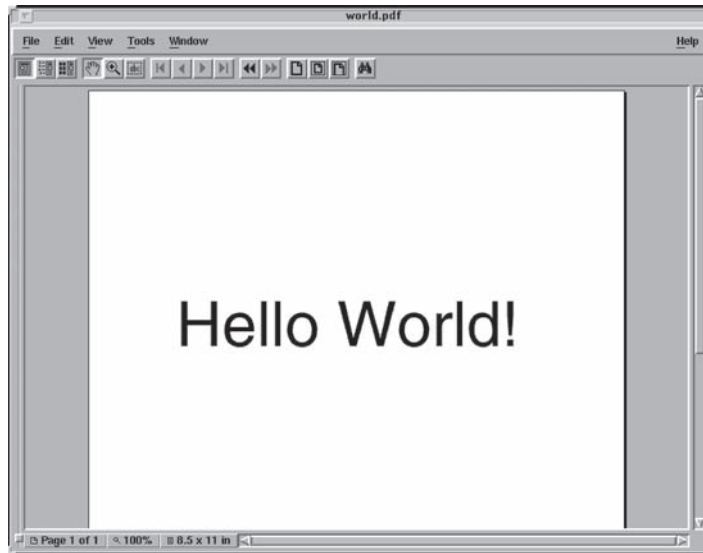 world.pdf
File Edit View Tools Window Help
abc
Hello World!
Page 1 of 1 100% 8.5 x 11 in